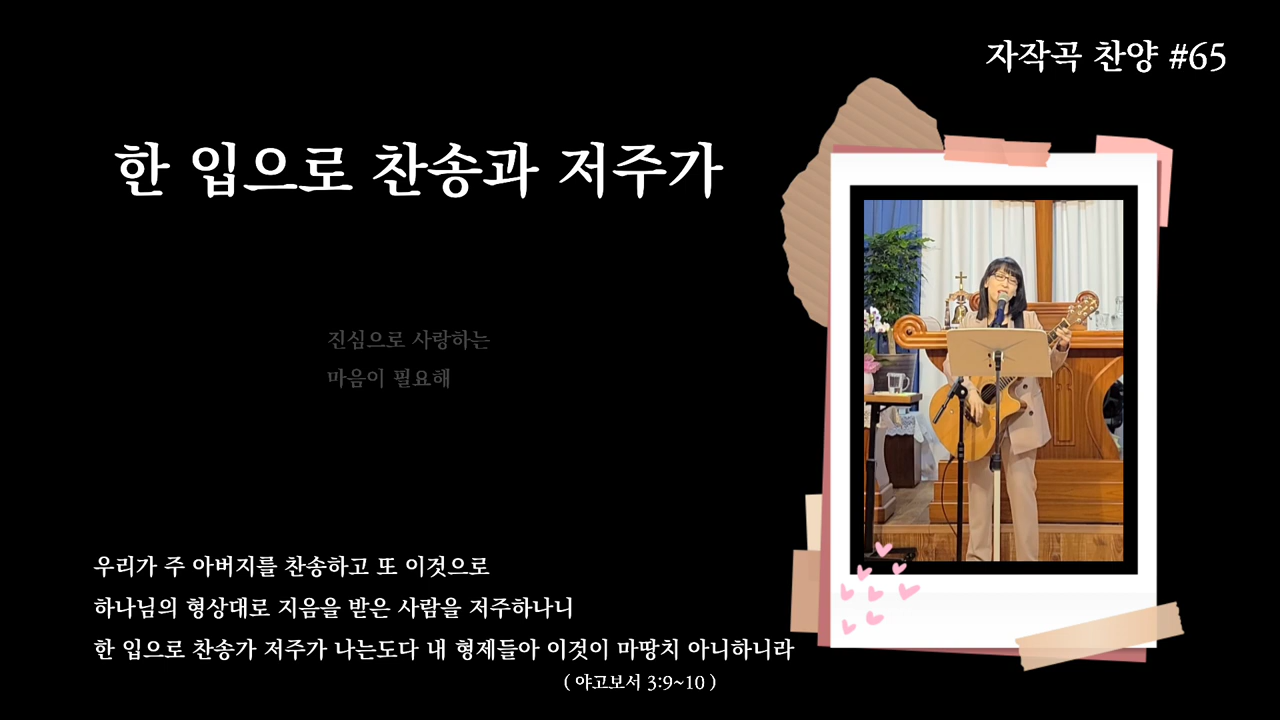 자작곡 찬양 #65
한 입으로 찬송과 저주가
진심으로 사랑하는
마음이 필요해
우리가 주 아버지를 찬송하고 또 이것으로
하나님의 형상대로 지음을 받은 사람을 저주하나니
한 입으로 찬송가 저주가 나는도다 내 형제들아 이것이 마땅치 아니하니라
( 야고보서 3:9~10 )